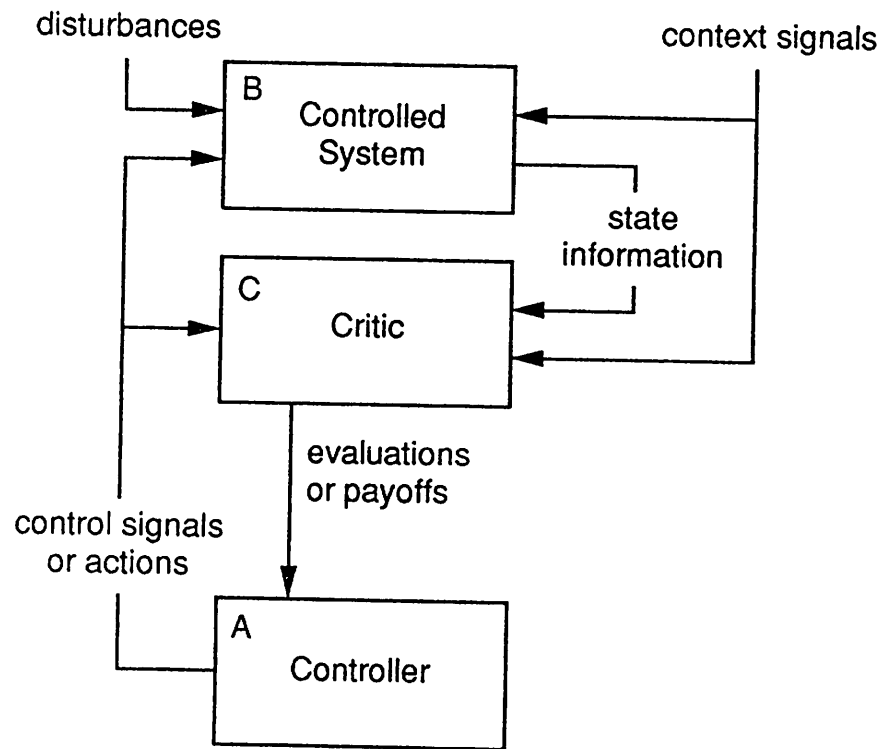 disturbances
context signals
B
Controlled
System
state
information
C
Critic
evaluations
or payoffs
control signals
or actions
A
Controller